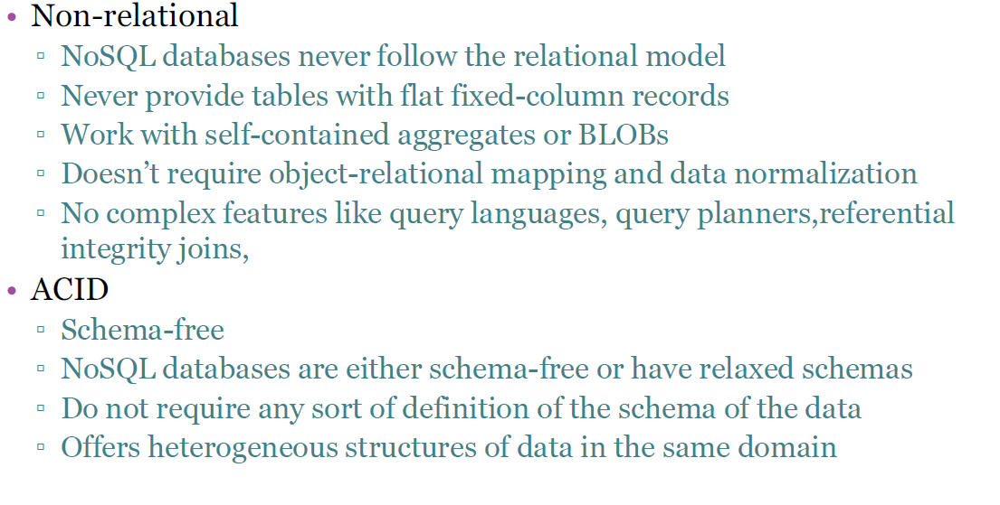 • Non-relational
▫ NoSQL databases never follow the relational model
▫ Never provide tables with flat fixed-column records
▫ Work with self-contained aggregates or BLOBs
▫ Doesn’t require object-relational mapping and data normalization
▫ No complex features like query languages, query planners,referential
integrity joins,
• ACID
▫ Schema-free
▫ NoSQL databases are either schema-free or have relaxed schemas
▫ Do not require any sort of definition of the schema of the data
▫ Offers heterogeneous structures of data in the same domain